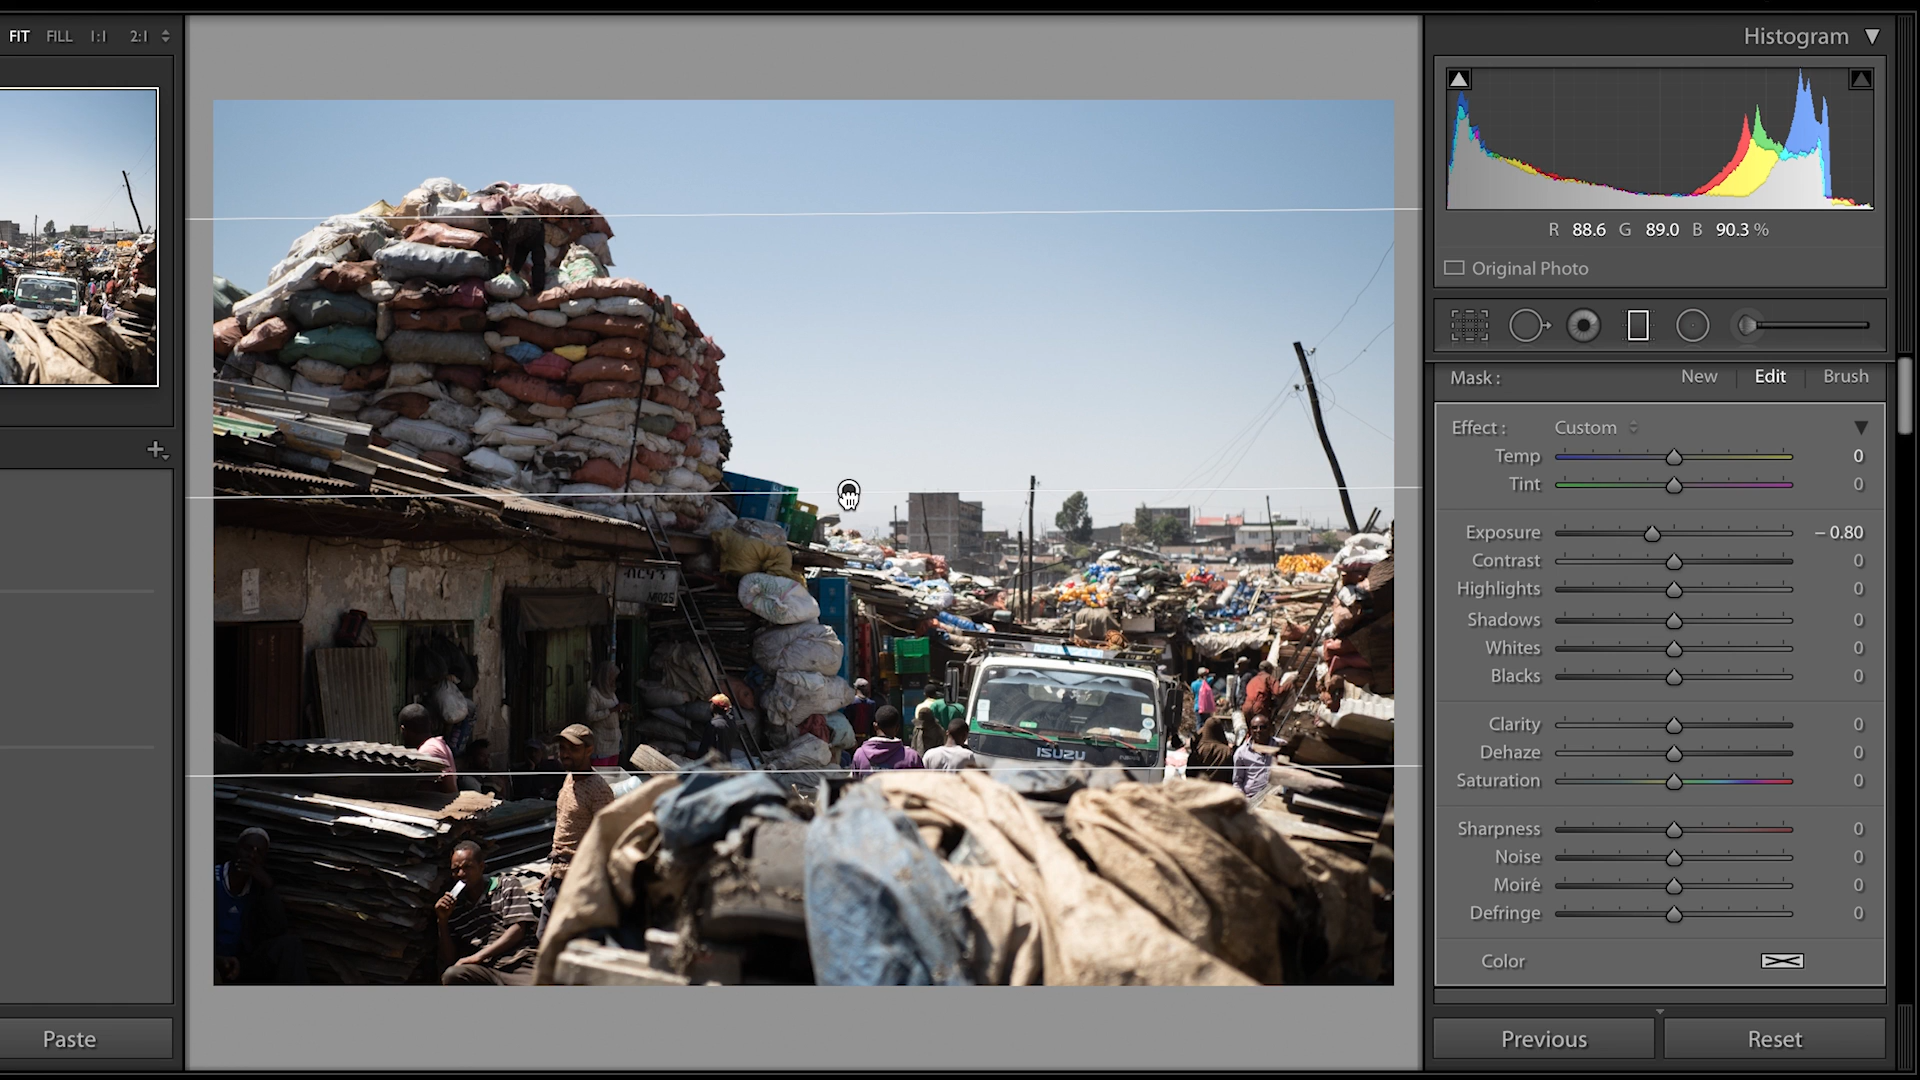 FIT FILL 1:1 2:1
Histogram
R 88.6 G 89.0 B 90.3 %
Original Photo
Mask : New Edit Brush
Effect : Custom
Temp 0
Tint 0
Exposure – 0.80
Contrast 0
Highlights 0
Shadows 0
Whites 0
Blacks 0
Clarity 0
Dehaze 0
Saturation 0
Sharpness 0
Noise 0
Moiré 0
Defringe 0
Color
Paste
Previous Reset
ISUZU